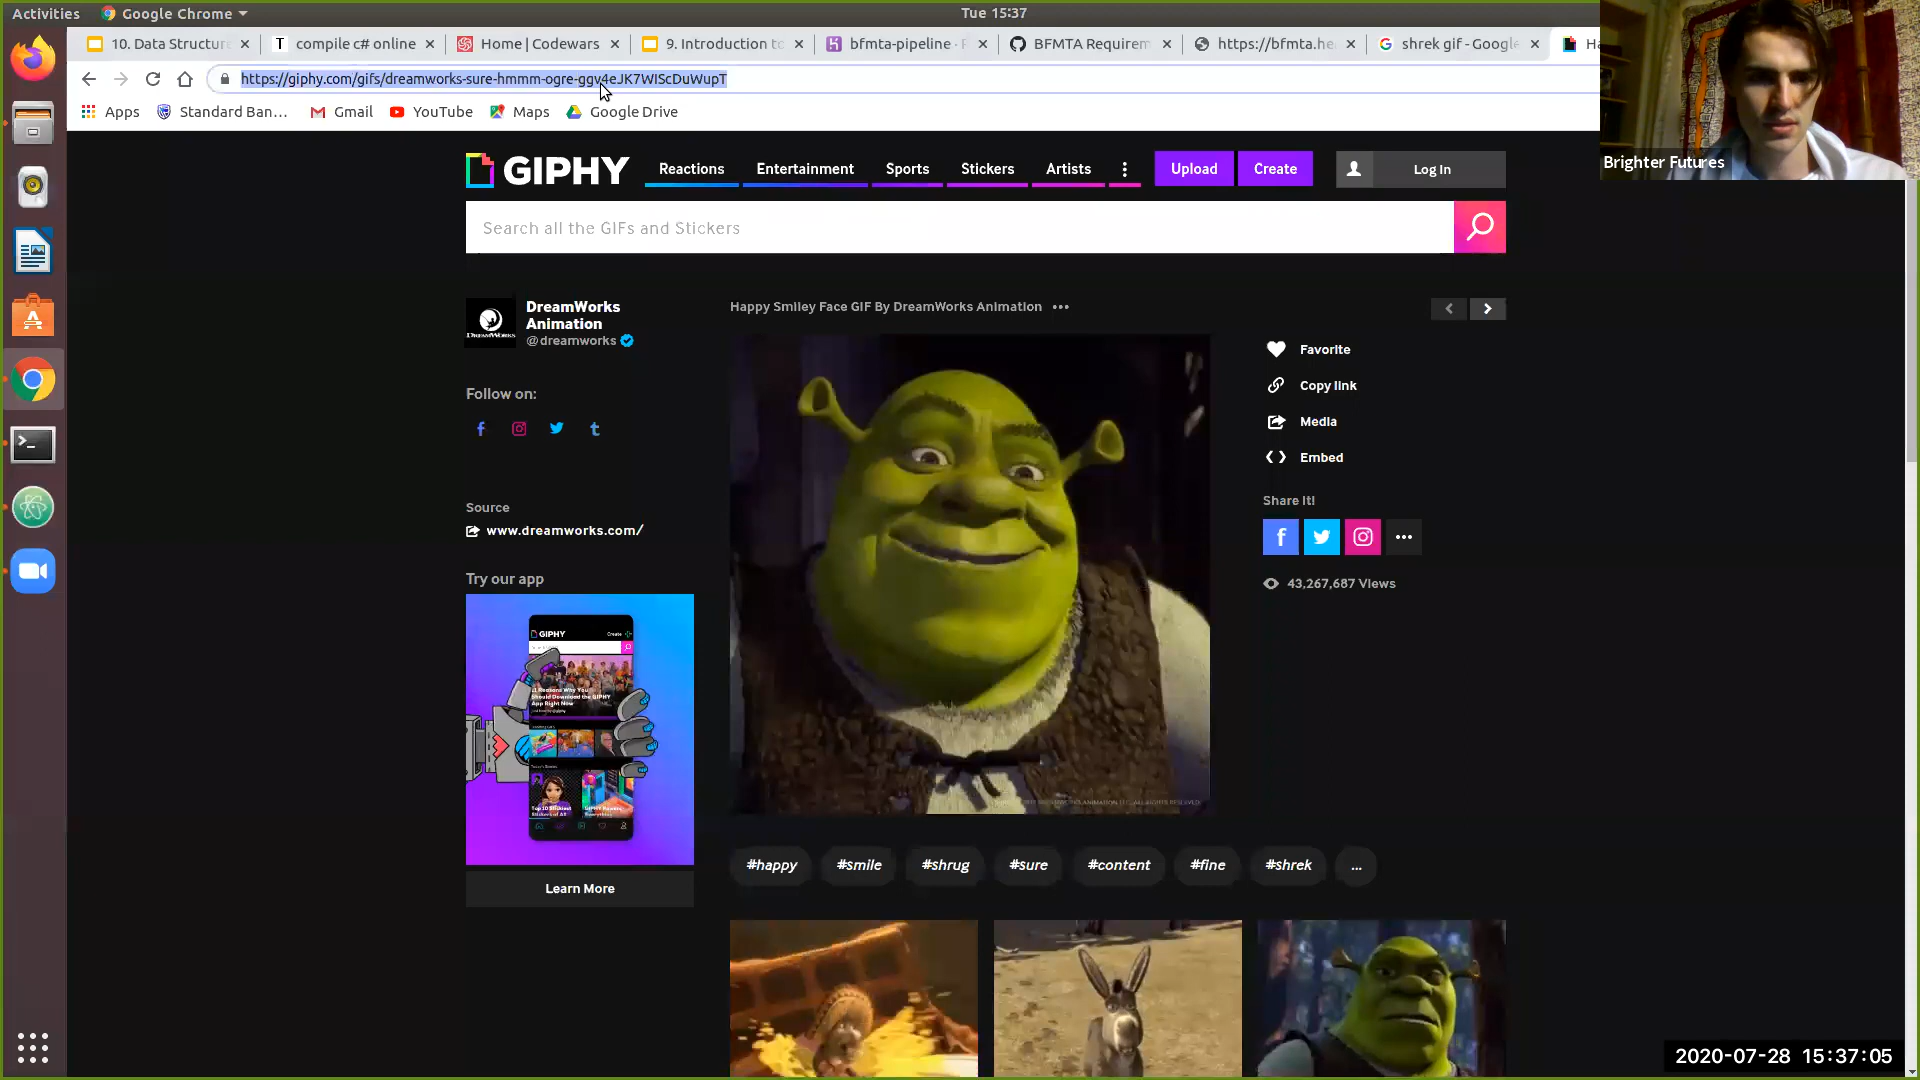 Activities
Google Chrome
Tue 15:37
10. Data Structure
compile c# online
Home | Codewars
9. Introduction to
bfmta-pipeline · 
BFMTA Requirem
https://bfmta.he
shrek gif - Google
https://giphy.com/gifs/dreamworks-sure-hmmm-ogre-ggv4eJK7WIScDuWupT
Apps
Standard Ban...
Gmail
YouTube
Maps
Google Drive
Brighter Futures
GIPHY
Reactions
Entertainment
Sports
Stickers
Artists
Upload
Create
Log In
Search all the GIFs and Stickers
DreamWorks
Animation
@dreamworks
Happy Smiley Face GIF By DreamWorks Animation
Favorite
Follow on:
Copy link
Media
Embed
Source
www.dreamworks.com/
Share It!
43,267,687 Views
Try our app
GIPHY
Create
Learn More
#happy
#smile
#shrug
#sure
#content
#fine
#shrek
...
2020-07-28 15:37:05